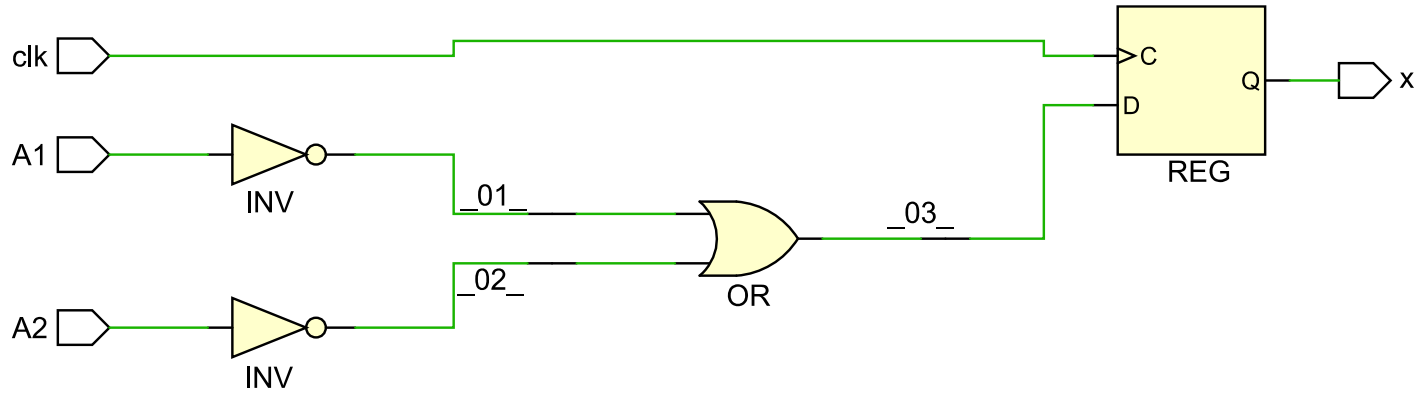 clk
C
Q
x
D
REG
A1
INV
_01_
_03_
_02_
OR
A2
INV